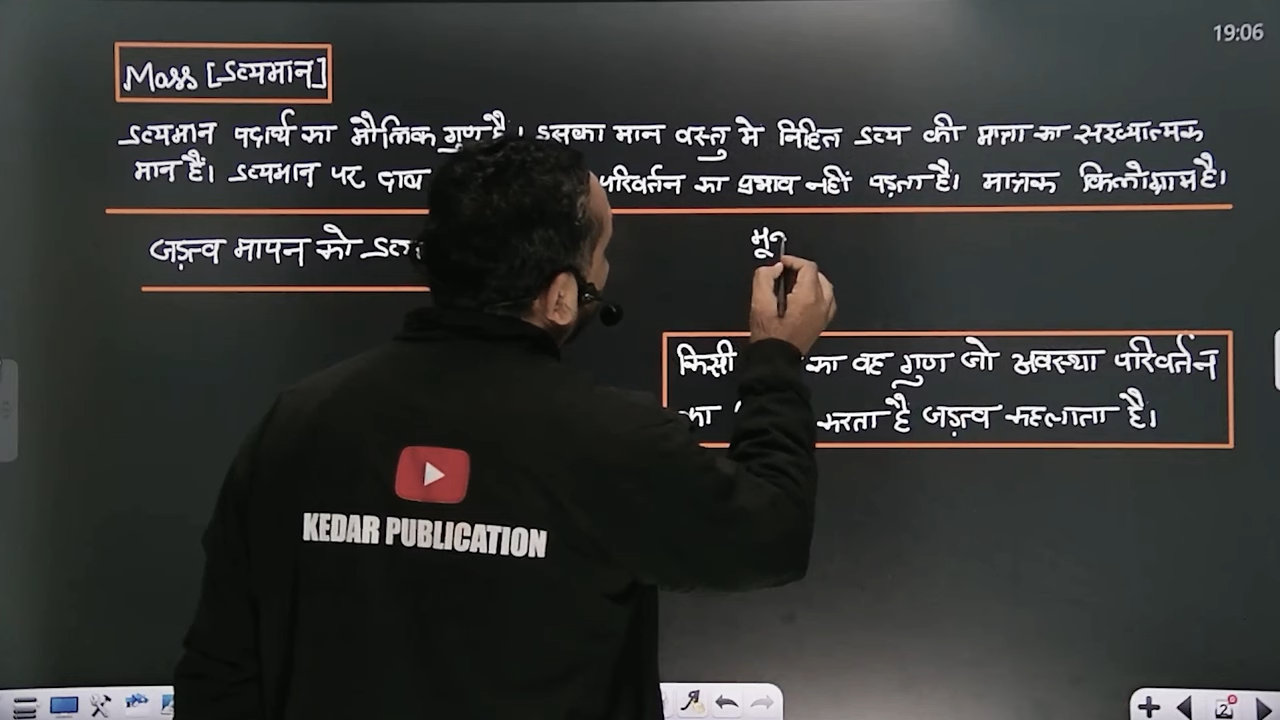 19:06
Mass [द्रव्यमान]
द्रव्यमान पदार्थ का मौलिक गुण है। इसका मान वस्तु मे निहित द्रव्य की मात्रा का संख्यात्मक
मान हैं। द्रव्यमान पर दाब परिवर्तन का प्रभाव नहीं पड़ता है। मात्रक किलोग्राम है।
जड़त्व मापन को
किसी का वह गुण जो अवस्था परिवर्तन
का करता है जड़त्व कहलाता है।
KEDAR PUBLICATION
2